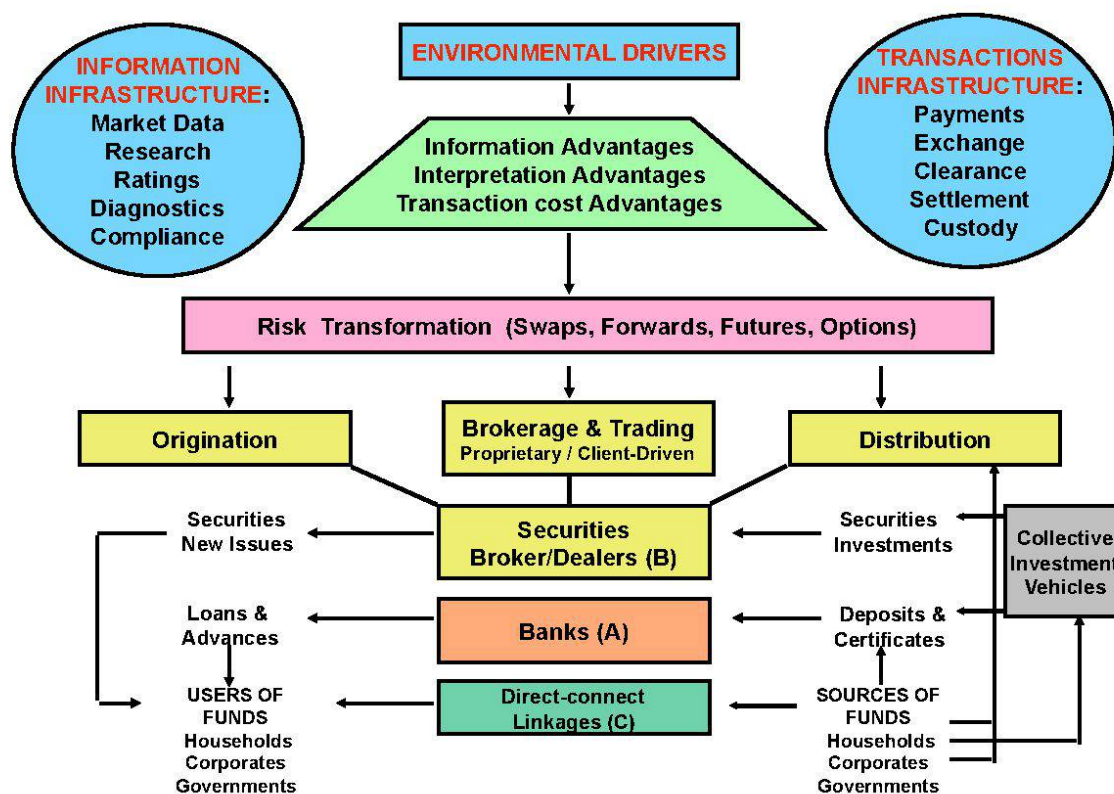 INFORMATION
INFRASTRUCTURE:
Market Data
Research
Ratings
Diagnostics
Compliance
ENVIRONMENTAL DRIVERS
TRANSACTIONS
INFRASTRUCTURE:
Payments
Exchange
Clearance
Settlement
Custody
Information Advantages
Interpretation Advantages
Transaction cost Advantages
Risk Transformation (Swaps, Forwards, Futures, Options)
Origination
Brokerage & Trading
Proprietary / Client-Driven
Distribution
Securities
New Issues
Securities
Broker/Dealers (B)
Securities
Investments
Collective
Investment
Vehicles
Loans &
Advances
Banks (A)
Deposits &
Certificates
USERS OF
FUNDS
Households
Corporates
Governments
Direct-connect
Linkages (C)
SOURCES OF
FUNDS
Households
Corporates
Governments